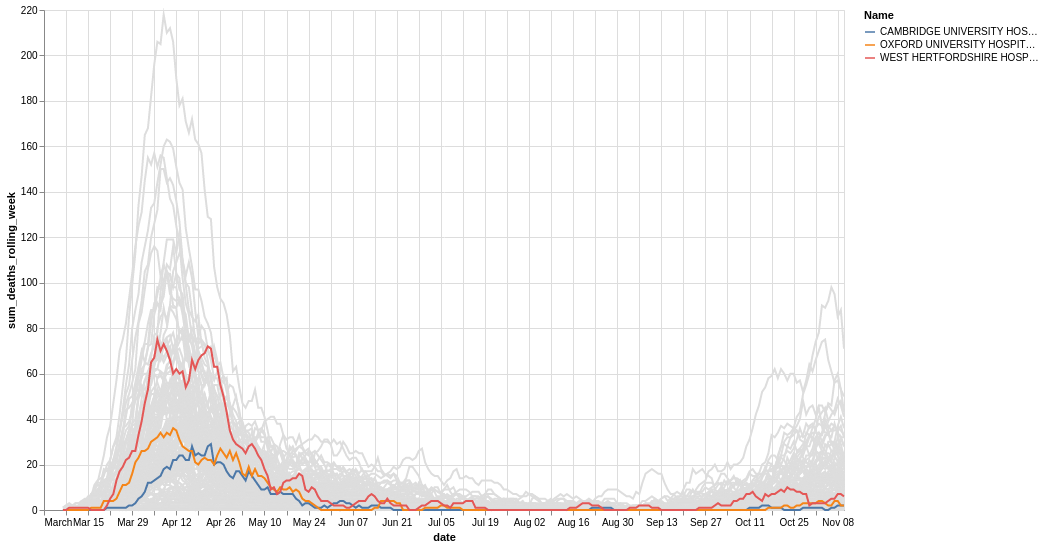 220
200
180
160
140
120
100
80
60
40
20
0
sum_deaths_rolling_week
March Mar 15 Mar 29 Apr 12 Apr 26 May 10 May 24 Jun 07 Jun 21 Jul 05 Jul 19 Aug 02 Aug 16 Aug 30 Sep 13 Sep 27 Oct 11 Oct 25 Nov 08
date
Name
CAMBRIDGE UNIVERSITY HOS…
OXFORD UNIVERSITY HOSPIT…
WEST HERTFORDSHIRE HOSP…